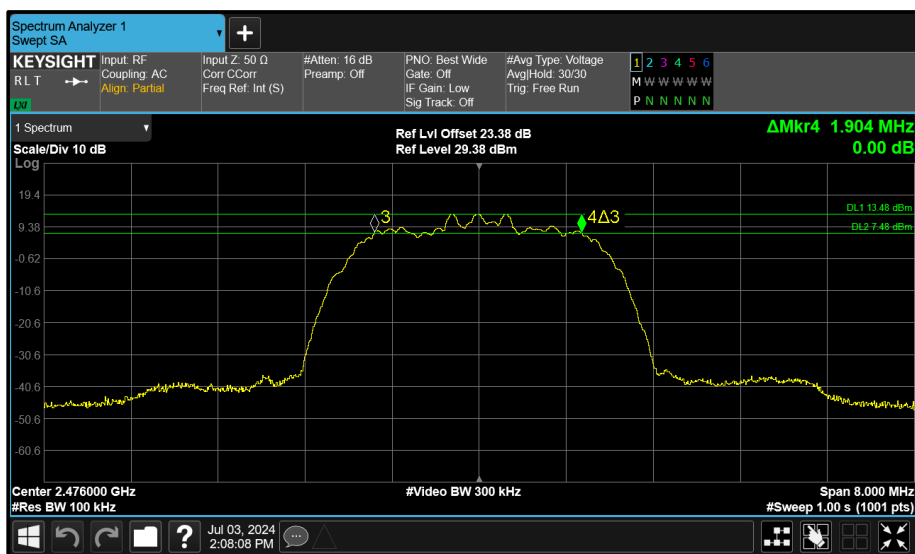 Spectrum Analyzer 1
Swept SA
+
KEYSIGHT
R L T
LXI
Input: RF
Coupling: AC
Align: Partial
Input Z: 50 Ω
Corr CCorr
Freq Ref: Int (S)
#Atten: 16 dB
Preamp: Off
PNO: Best Wide
Gate: Off
IF Gain: Low
Sig Track: Off
#Avg Type: Voltage
Avg|Hold: 30/30
Trig: Free Run
1 2 3 4 5 6
M W W W W W
P N N N N N
1 Spectrum
Scale/Div 10 dB
Log
Ref Lvl Offset 23.38 dB
Ref Level 29.38 dBm
ΔMkr4 1.904 MHz
0.00 dB
19.4
DL1 13.48 dBm
3
4Δ3
9.38
DL2 7.48 dBm
-0.62
-10.6
-20.6
-30.6
-40.6
-50.6
-60.6
Center 2.476000 GHz
#Video BW 300 kHz
Span 8.000 MHz
#Res BW 100 kHz
#Sweep 1.00 s (1001 pts)
?
Jul 03, 2024
2:08:08 PM